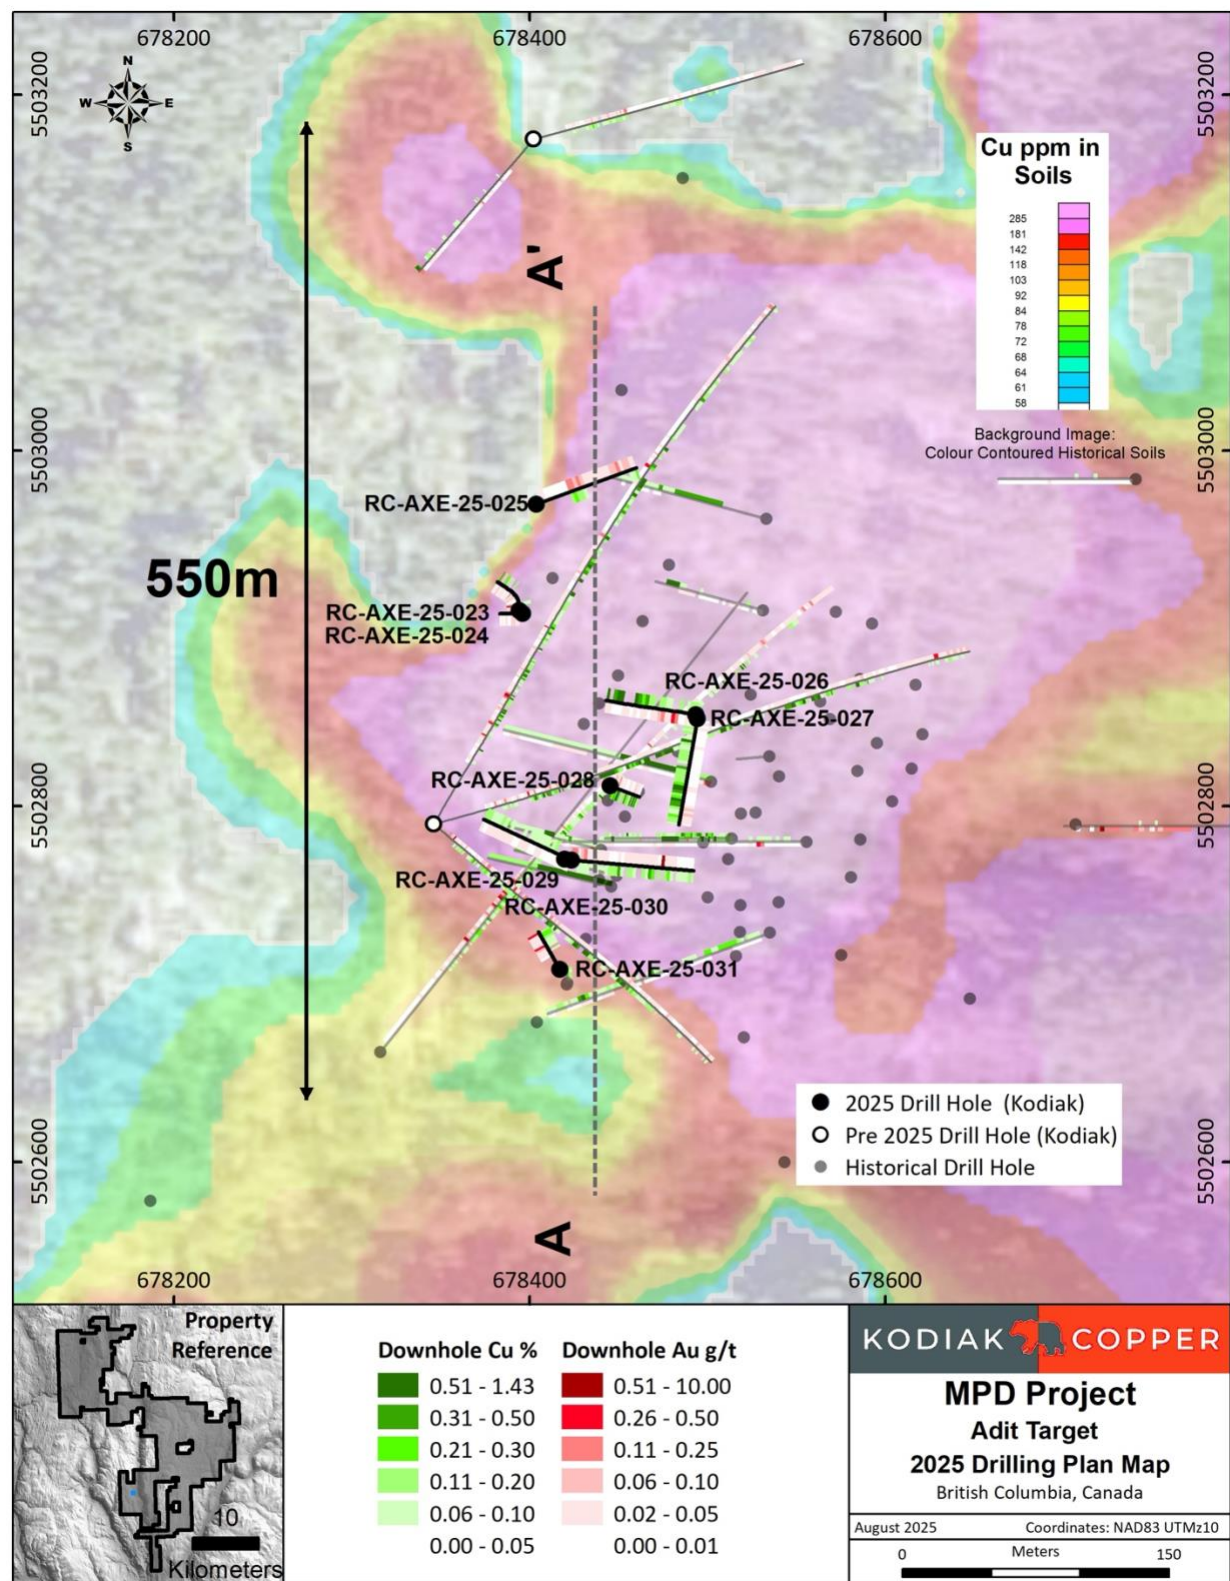 678200
678400
678600
5503200
5503200
N
W
E
S
Cu ppm in
Soils
285
181
142
118
103
92
84
78
72
68
64
61
58
Background Image:
Colour Contoured Historical Soils
A'
5503000
5503000
RC-AXE-25-025
550m
RC-AXE-25-023
RC-AXE-25-024
RC-AXE-25-026
RC-AXE-25-027
RC-AXE-25-028
5502800
5502800
RC-AXE-25-029
RC-AXE-25-030
RC-AXE-25-031
2025 Drill Hole (Kodiak)
Pre 2025 Drill Hole (Kodiak)
Historical Drill Hole
5502600
5502600
A
678200
678400
678600
Property
Reference
10
Kilometers
Downhole Cu %
0.51 - 1.43
0.31 - 0.50
0.21 - 0.30
0.11 - 0.20
0.06 - 0.10
0.00 - 0.05
Downhole Au g/t
0.51 - 10.00
0.26 - 0.50
0.11 - 0.25
0.06 - 0.10
0.02 - 0.05
0.00 - 0.01
KODIAK COPPER
MPD Project
Adit Target
2025 Drilling Plan Map
British Columbia, Canada
August 2025
Coordinates: NAD83 UTMz10
Meters
0
150